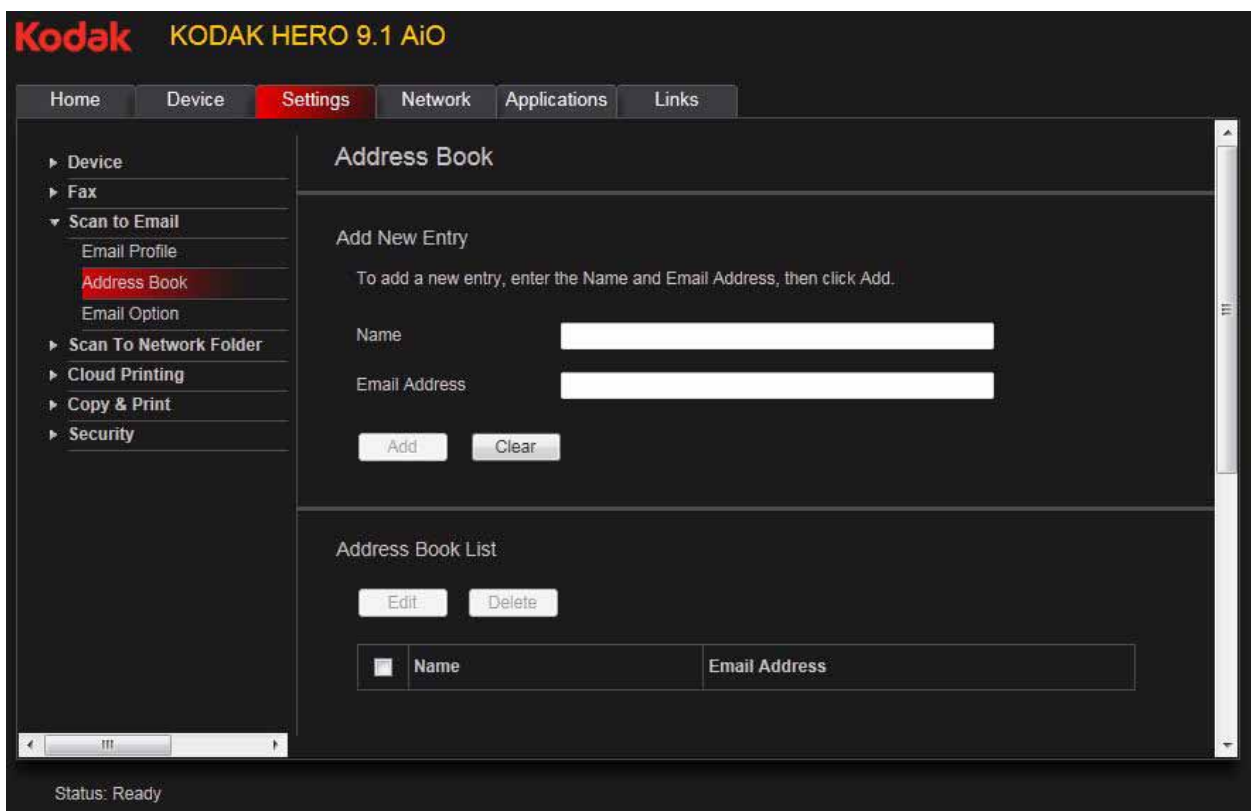 Kodak KODAK HERO 9.1 AiO
Home Device Settings Network Applications Links
Device
Fax
Scan to Email
Email Profile
Address Book
Email Option
Scan To Network Folder
Cloud Printing
Copy & Print
Security
Address Book
Add New Entry
To add a new entry, enter the Name and Email Address, then click Add.
Name
Email Address
Add Clear
Address Book List
Edit Delete
Name Email Address
Status: Ready